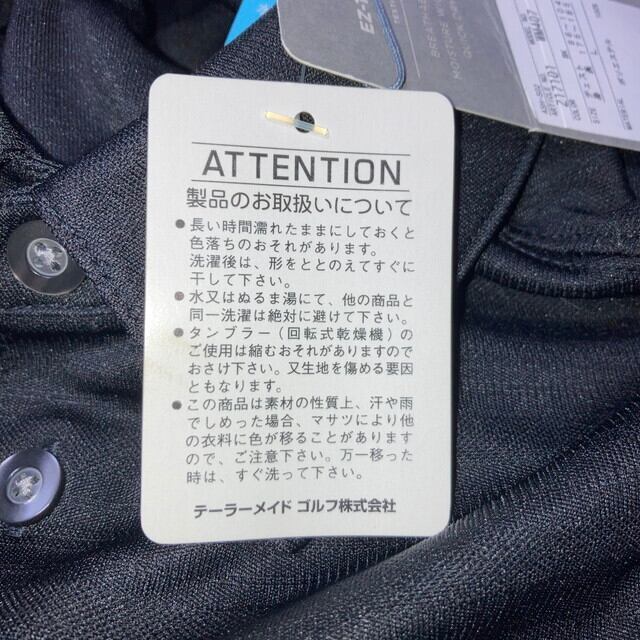 ATTENTION
製品のお取扱いについて
●長い時間濡れたままにしておくと
色落ちのおそれがあります。
洗濯後は、形をととのえてすぐに
干して下さい。
●水又はぬるま湯にて、他の商品と
同一洗濯は絶対に避けて下さい。
●タンブラー（回転式乾燥機）の
ご使用は縮むおそれがありますので
おさけ下さい。又生地を傷める要因
ともなります。
●この商品は素材の性質上、汗や雨
でしめった場合、マサツにより他
の衣料に色が移ることがあります
ので、ご注意下さい。万一移った
時は、すぐ洗って下さい。
テーラーメイド ゴルフ株式会社